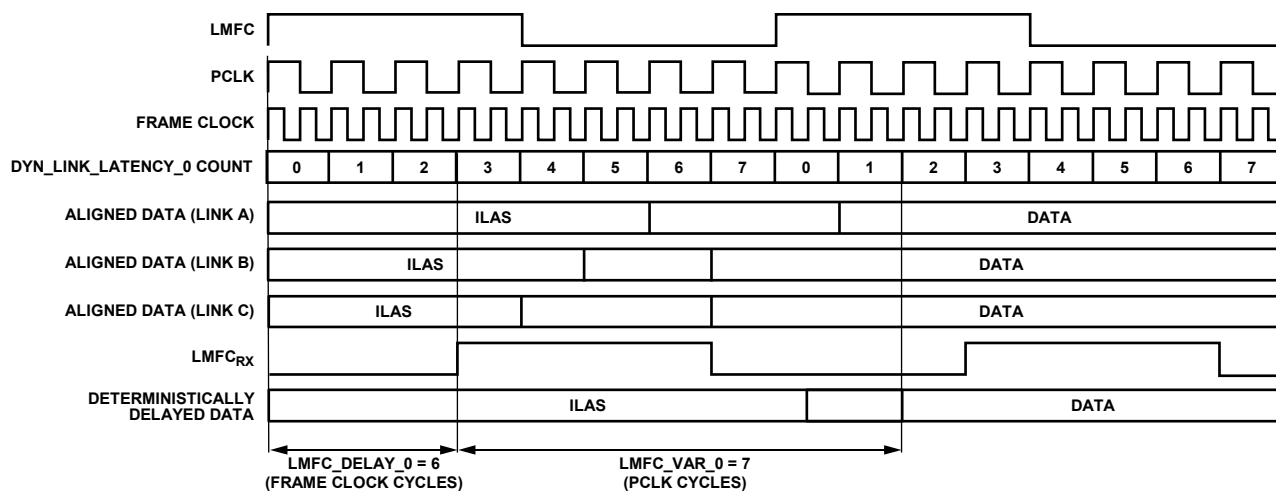 LMFC
PCLK
FRAME CLOCK
DYN_LINK_LATENCY_0 COUNT 0 1 2 3 4 5 6 7 0 1 2 3 4 5 6 7
ALIGNED DATA (LINK A) ILAS DATA
ALIGNED DATA (LINK B) ILAS DATA
ALIGNED DATA (LINK C) ILAS DATA
LMFCRX
DETERMINISTICALLY
DELAYED DATA ILAS DATA
LMFC_DELAY_0 = 6
(FRAME CLOCK CYCLES)
LMFC_VAR_0 = 7
(PCLK CYCLES)